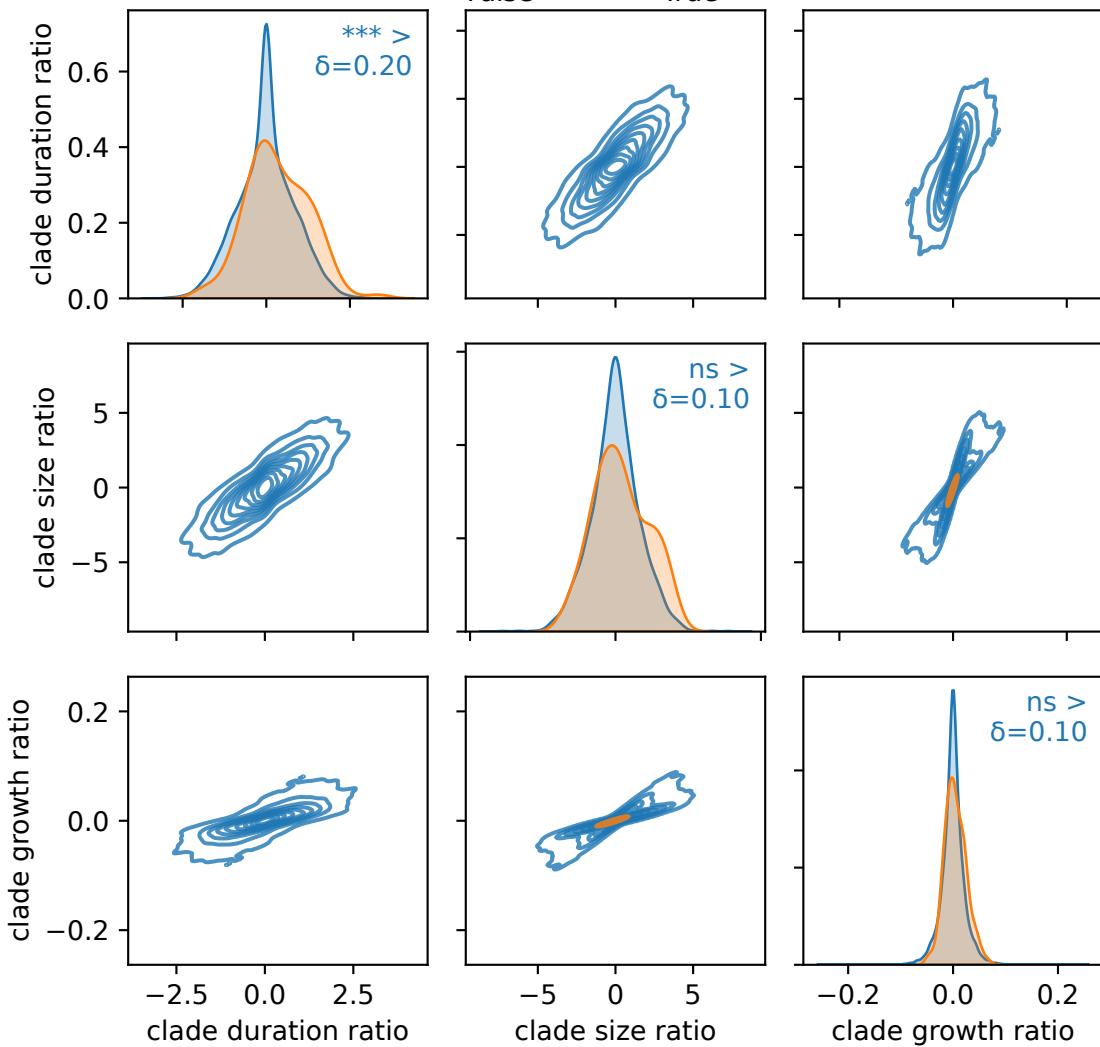 clade duration ratio
0.6
0.4
0.2
0.0
*** >
δ=0.20
clade size ratio
5
0
−5
ns >
δ=0.10
clade growth ratio
0.2
0.0
−0.2
ns >
δ=0.10
−2.5 0.0 2.5
−5 0 5
−0.2 0.0 0.2
clade duration ratio
clade size ratio
clade growth ratio